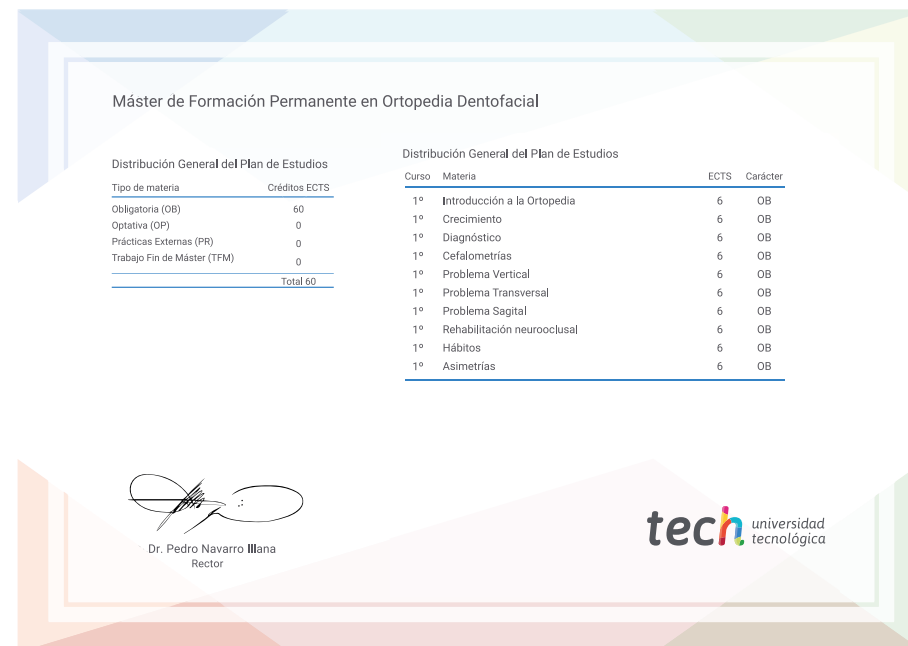 Máster de Formación Permanente en Ortopedia Dentofacial
Distribución General del Plan de Estudios
Tipo de materia Créditos ECTS
Obligatoria (OB) 60
Optativa (OP) 0
Prácticas Externas (PR) 0
Trabajo Fin de Máster (TFM) 0
Total 60
Distribución General del Plan de Estudios
Curso Materia ECTS Carácter
1º Introducción a la Ortopedia 6 OB
1º Crecimiento 6 OB
1º Diagnóstico 6 OB
1º Cefalometrías 6 OB
1º Problema Vertical 6 OB
1º Problema Transversal 6 OB
1º Problema Sagital 6 OB
1º Rehabilitación neurooclusal 6 OB
1º Hábitos 6 OB
1º Asimetrías 6 OB
Dr. Pedro Navarro Illana
Rector
tech universidad
tecnológica